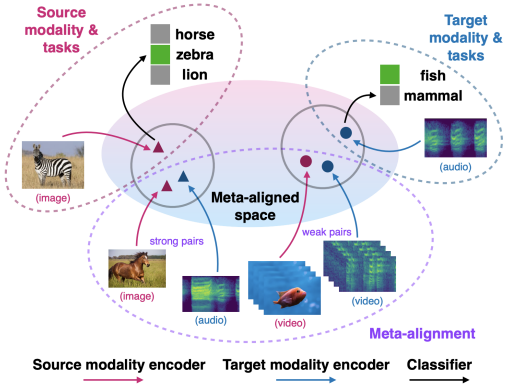 Source
modality &
tasks
horse
zebra
lion
Target
modality &
tasks
fish
mammal
(image)
(audio)
Meta-aligned
space
strong pairs
weak pairs
(image)
(audio)
(video)
(video)
Meta-alignment
Source modality encoder
Target modality encoder
Classifier